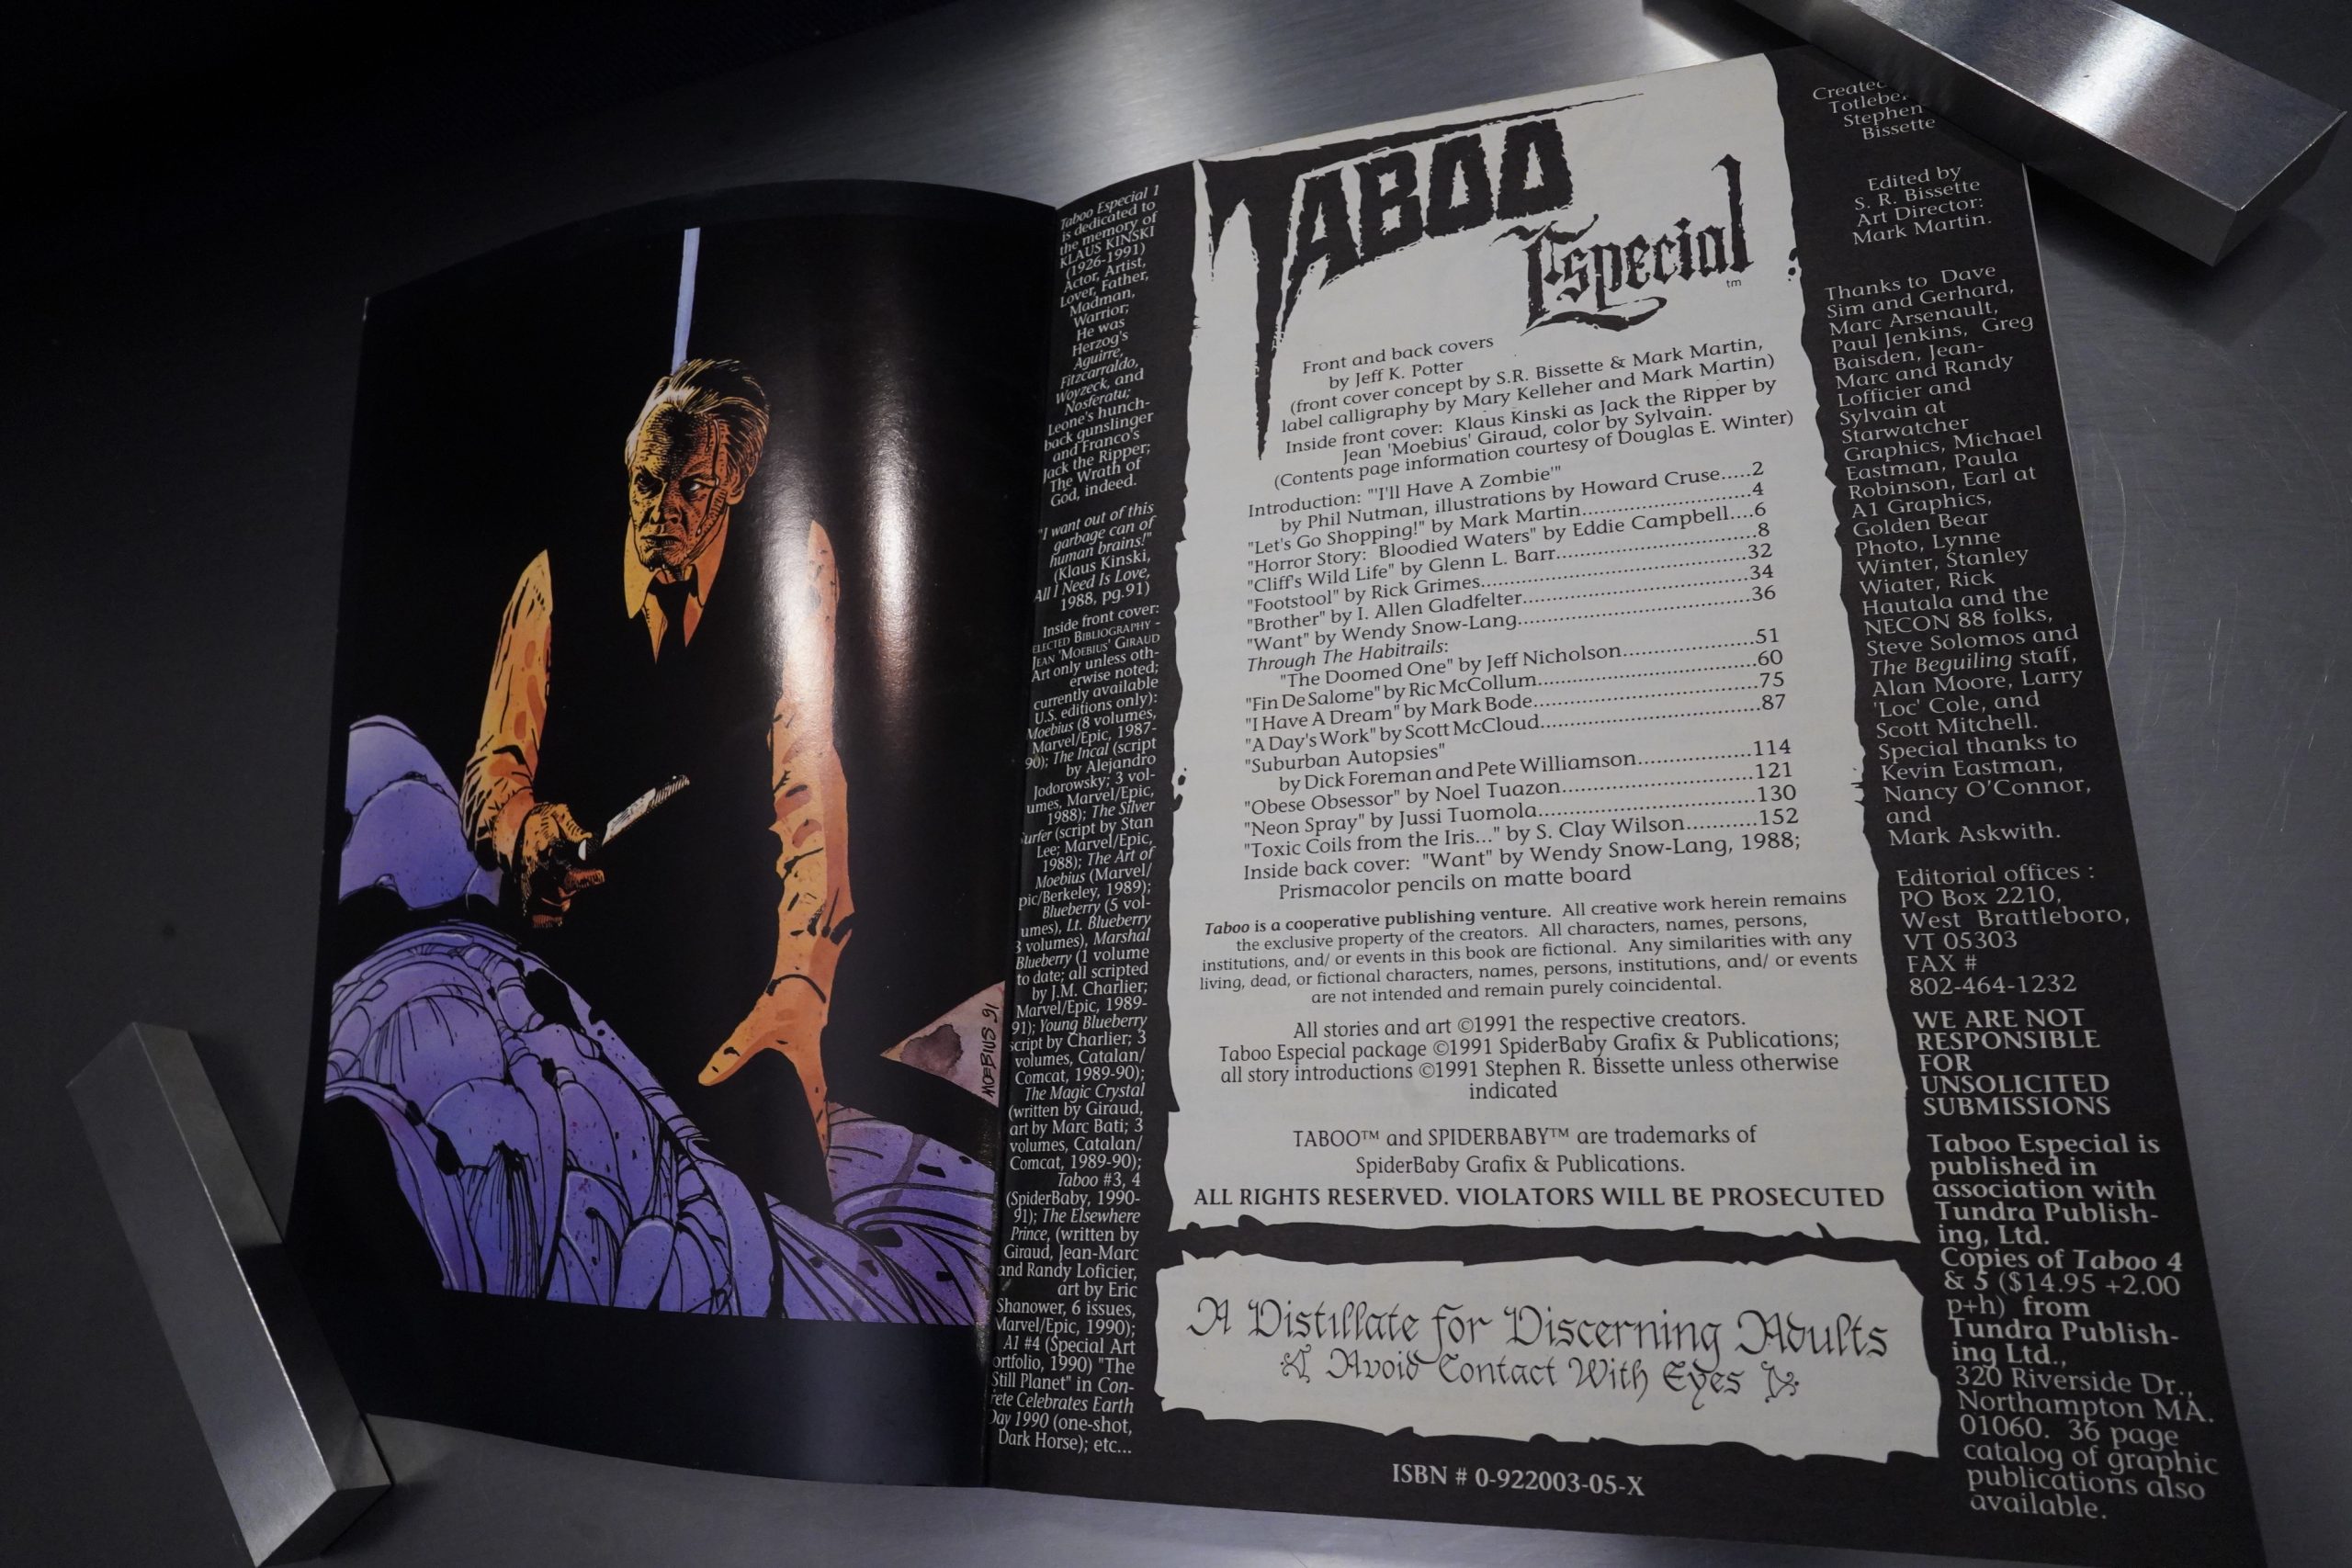 MOEBIUS 91
Taboo Especial 1
is dedicated to
the memory of
KLAUS KINSKI
(1926-1991)
Actor, Artist,
Lover, Father,
Madman,
Warrior;
He was
Herzog's
Aguirre,
Fitzcarraldo,
Woyzeck, and
Nosferatu;
Leone's hunch-
back gunslinger
and Franco's
Jack the Ripper;
The Wrath of
God, indeed.
"I want out of this
garbage can of
human brains!"
(Klaus Kinski,
All I Need Is Love,
1988, pg.91)
Inside front cover:
BIBLIOGRAPHY -
JEAN 'MOEBIUS' GIRAUD
Art only unless oth-
erwise noted;
currently available
U.S. editions only):
Moebius (8 volumes,
Marvel/Epic, 1987-
90); The Incal (script
by Alejandro
Jodorowsky; 3 vol-
umes, Marvel/Epic,
1988); The Silver
(script by Stan
Lee; Marvel/Epic,
1988); The Art of
Moebius (Marvel/
Berkeley, 1989);
Blueberry (5 vol-
umes), Lt. Blueberry
3 volumes), Marshal
Blueberry (1 volume
to date; all scripted
by J.M. Charlier;
Marvel/Epic, 1989-
91); Young Blueberry
script by Charlier; 3
volumes, Catalan/
Comcat, 1989-90);
The Magic Crystal
(written by Giraud,
art by Marc Bati; 3
volumes, Catalan/
Comcat, 1989-90);
Taboo #3, 4
(SpiderBaby, 1990-
91); The Elsewhere
Prince, (written by
Giraud, Jean-Marc
and Randy Loficier,
art by Eric
Shanower, 6 issues,
Marvel/Epic, 1990);
A1 #4 (Special Art
ortfolio, 1990) "The
Still Planet" in Con-
rete Celebrates Earth
Day 1990 (one-shot,
Dark Horse); etc...
TABOO
Especial
tm
Front and back covers
by Jeff K. Potter
(front cover concept by S.R. Bissette & Mark Martin,
label calligraphy by Mary Kelleher and Mark Martin)
Inside front cover: Klaus Kinski as Jack the Ripper by
Jean 'Moebius' Giraud, color by Sylvain.
(Contents page information courtesy of Douglas E. Winter)
Introduction: "'I'll Have A Zombie'"
by Phil Nutman, illustrations by Howard Cruse.....2
"Let's Go Shopping!" by Mark Martin..........................4
"Horror Story: Bloodied Waters" by Eddie Campbell....6
"Cliff's Wild Life" by Glenn L. Barr..............................8
"Footstool" by Rick Grimes.......................................32
"Brother" by I. Allen Gladfelter.................................34
"Want" by Wendy Snow-Lang..................................36
Through The Habitrails:
"The Doomed One" by Jeff Nicholson...................51
"Fin De Salome" by Ric McCollum..............................60
"I Have A Dream" by Mark Bode................................75
"A Day's Work" by Scott McCloud..............................87
"Suburban Autopsies"
by Dick Foreman and Pete Williamson................114
"Obese Obsessor" by Noel Tuazon...........................121
"Neon Spray" by Jussi Tuomola...............................130
"Toxic Coils from the Iris..." by S. Clay Wilson..........152
Inside back cover: "Want" by Wendy Snow-Lang, 1988;
Prismacolor pencils on matte board
Taboo is a cooperative publishing venture. All creative work herein remains
the exclusive property of the creators. All characters, names, persons,
institutions, and/ or events in this book are fictional. Any similarities with any
living, dead, or fictional characters, names, persons, institutions, and/ or events
are not intended and remain purely coincidental.
All stories and art ©1991 the respective creators.
Taboo Especial package ©1991 SpiderBaby Grafix & Publications;
all story introductions ©1991 Stephen R. Bissette unless otherwise
indicated
TABOO™ and SPIDERBABY™ are trademarks of
SpiderBaby Grafix & Publications.
ALL RIGHTS RESERVED. VIOLATORS WILL BE PROSECUTED
A Distillate for Discerning Adults
Avoid Contact With Eyes
ISBN # 0-922003-05-X
Created
Totleben
Stephen
Bissette
Edited by
S. R. Bissette
Art Director:
Mark Martin.
Thanks to Dave
Sim and Gerhard,
Marc Arsenault,
Paul Jenkins, Greg
Baisden, Jean-
Marc and Randy
Lofficier and
Sylvain at
Starwatcher
Graphics, Michael
Eastman, Paula
Robinson, Earl at
A1 Graphics,
Golden Bear
Photo, Lynne
Winter, Stanley
Wiater, Rick
Hautala and the
NECON 88 folks,
Steve Solomos and
The Beguiling staff,
Alan Moore, Larry
'Loc' Cole, and
Scott Mitchell.
Special thanks to
Kevin Eastman,
Nancy O'Connor,
and
Mark Askwith.
Editorial offices :
PO Box 2210,
West Brattleboro,
VT 05303
FAX #
802-464-1232
WE ARE NOT
RESPONSIBLE
FOR
UNSOLICITED
SUBMISSIONS
Taboo Especial is
published in
association with
Tundra Publish-
ing, Ltd.
Copies of Taboo 4
& 5 ($14.95 +2.00
p+h) from
Tundra Publish-
ing Ltd.,
320 Riverside Dr.,
Northampton MA.
01060. 36 page
catalog of graphic
publications also
available.